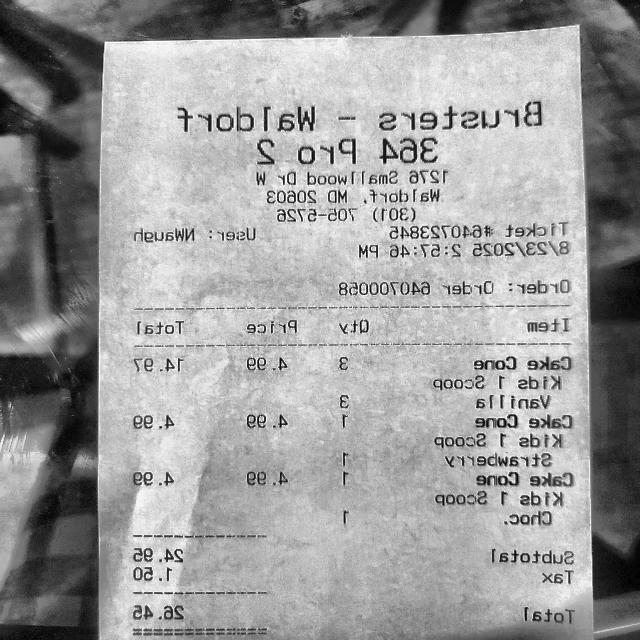 Brusters - Waldorf
364 Pro 2
1276 Smallwood Dr W
Waldorf, MD 20603
(301) 705-5726
Ticket #640723845 User: NWaugh
8/23/2025 2:57:46 PM
Order: Order 640700058
Item Qty Price Total
Cake Cone 3 4.99 14.97
Kids 1 Scoop
Vanilla 3
Cake Cone 1 4.99 4.99
Kids 1 Scoop
Strawberry 1
Cake Cone 1 4.99 4.99
Kids 1 Scoop
Choc. 1
Subtotal 24.95
Tax 1.50
Total 26.45